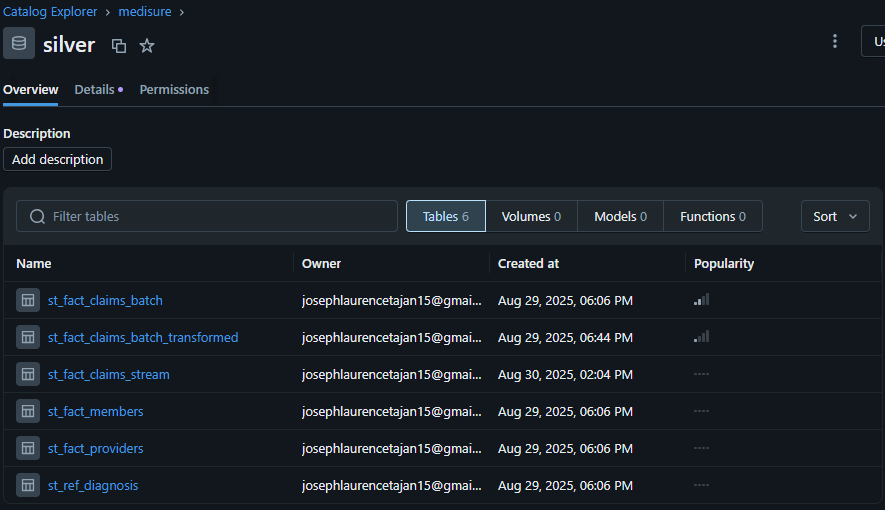 Catalog Explorer > medisure >
silver
Us
Overview Details Permissions
Description
Add description
Filter tables Tables 6 Volumes 0 Models 0 Functions 0 Sort
Name Owner Created at Popularity
st_fact_claims_batch josephlaurencetajan15@gmai... Aug 29, 2025, 06:06 PM
st_fact_claims_batch_transformed josephlaurencetajan15@gmai... Aug 29, 2025, 06:44 PM
st_fact_claims_stream josephlaurencetajan15@gmai... Aug 30, 2025, 02:04 PM
st_fact_members josephlaurencetajan15@gmai... Aug 29, 2025, 06:06 PM
st_fact_providers josephlaurencetajan15@gmai... Aug 29, 2025, 06:06 PM
st_ref_diagnosis josephlaurencetajan15@gmai... Aug 29, 2025, 06:06 PM